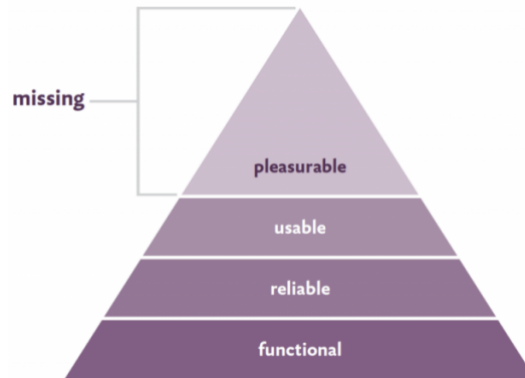 missing
pleasurable
usable
reliable
functional